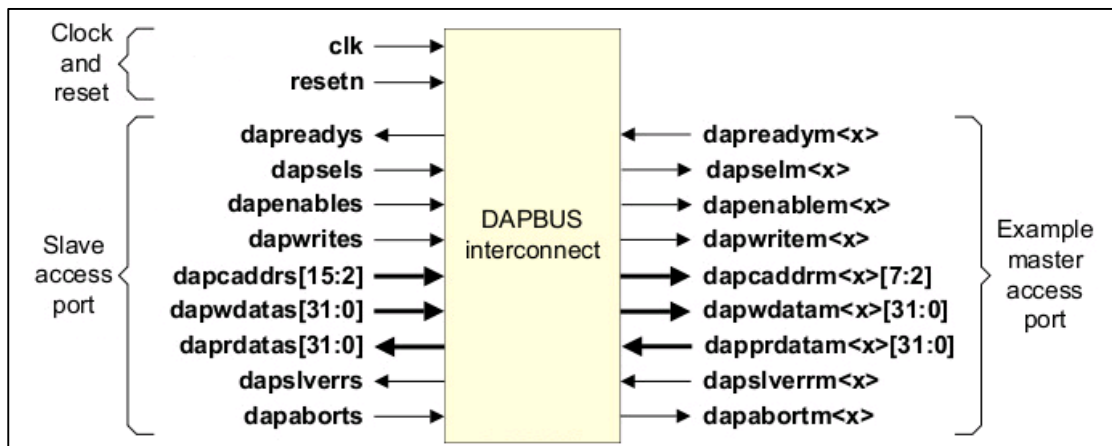 Clock
and
reset
clk
resetn
Slave
access
port
dapreadys
dapsels
dapenables
dapwrites
dapcaddrs[15:2]
dapwdatas[31:0]
daprdatas[31:0]
dapslverrs
dapaborts
DAPBUS
interconnect
dapreadym<x>
dapselm<x>
dapenablem<x>
dapwritem<x>
dapcaddrm<x>[7:2]
dapwdatam<x>[31:0]
dapprdatam<x>[31:0]
dapslverrm<x>
dapabortm<x>
Example
master
access
port